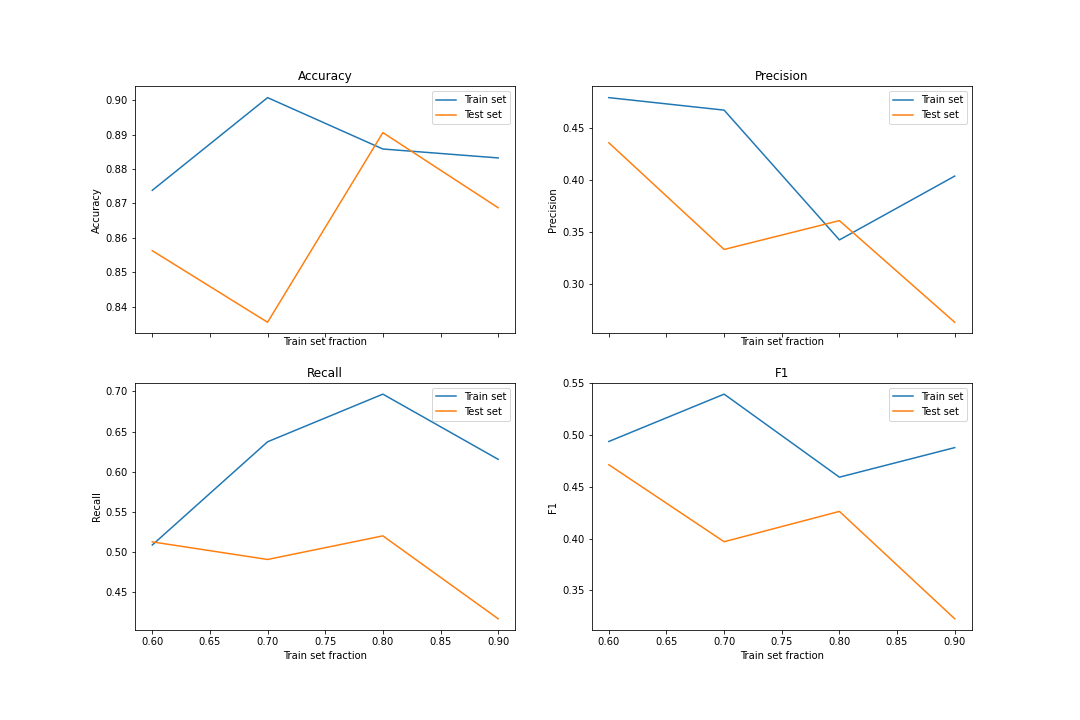 Accuracy
0.90
0.89
0.88
0.87
0.86
0.85
0.84
Accuracy
Train set
Test set
Train set fraction
Precision
0.45
0.40
0.35
0.30
Precision
Train set
Test set
Train set fraction
Recall
0.70
0.65
0.60
0.55
0.50
0.45
Recall
Train set
Test set
0.60 0.65 0.70 0.75 0.80 0.85 0.90
Train set fraction
F1
0.55
0.50
0.45
0.40
0.35
F1
Train set
Test set
0.60 0.65 0.70 0.75 0.80 0.85 0.90
Train set fraction